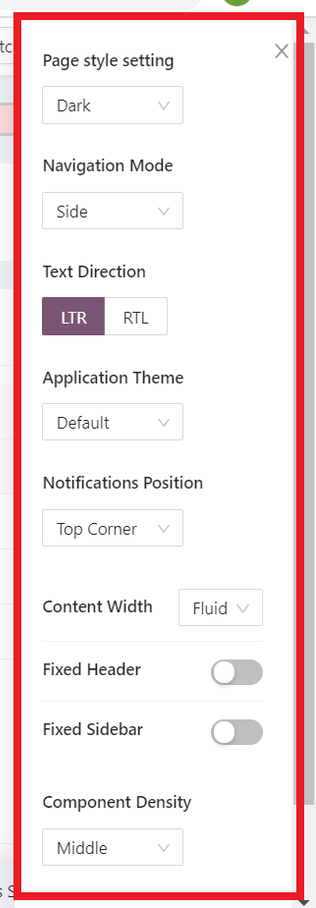 Page style setting
Dark
Navigation Mode
Side
Text Direction
LTR RTL
Application Theme
Default
Notifications Position
Top Corner
Content Width Fluid
Fixed Header
Fixed Sidebar
Component Density
Middle